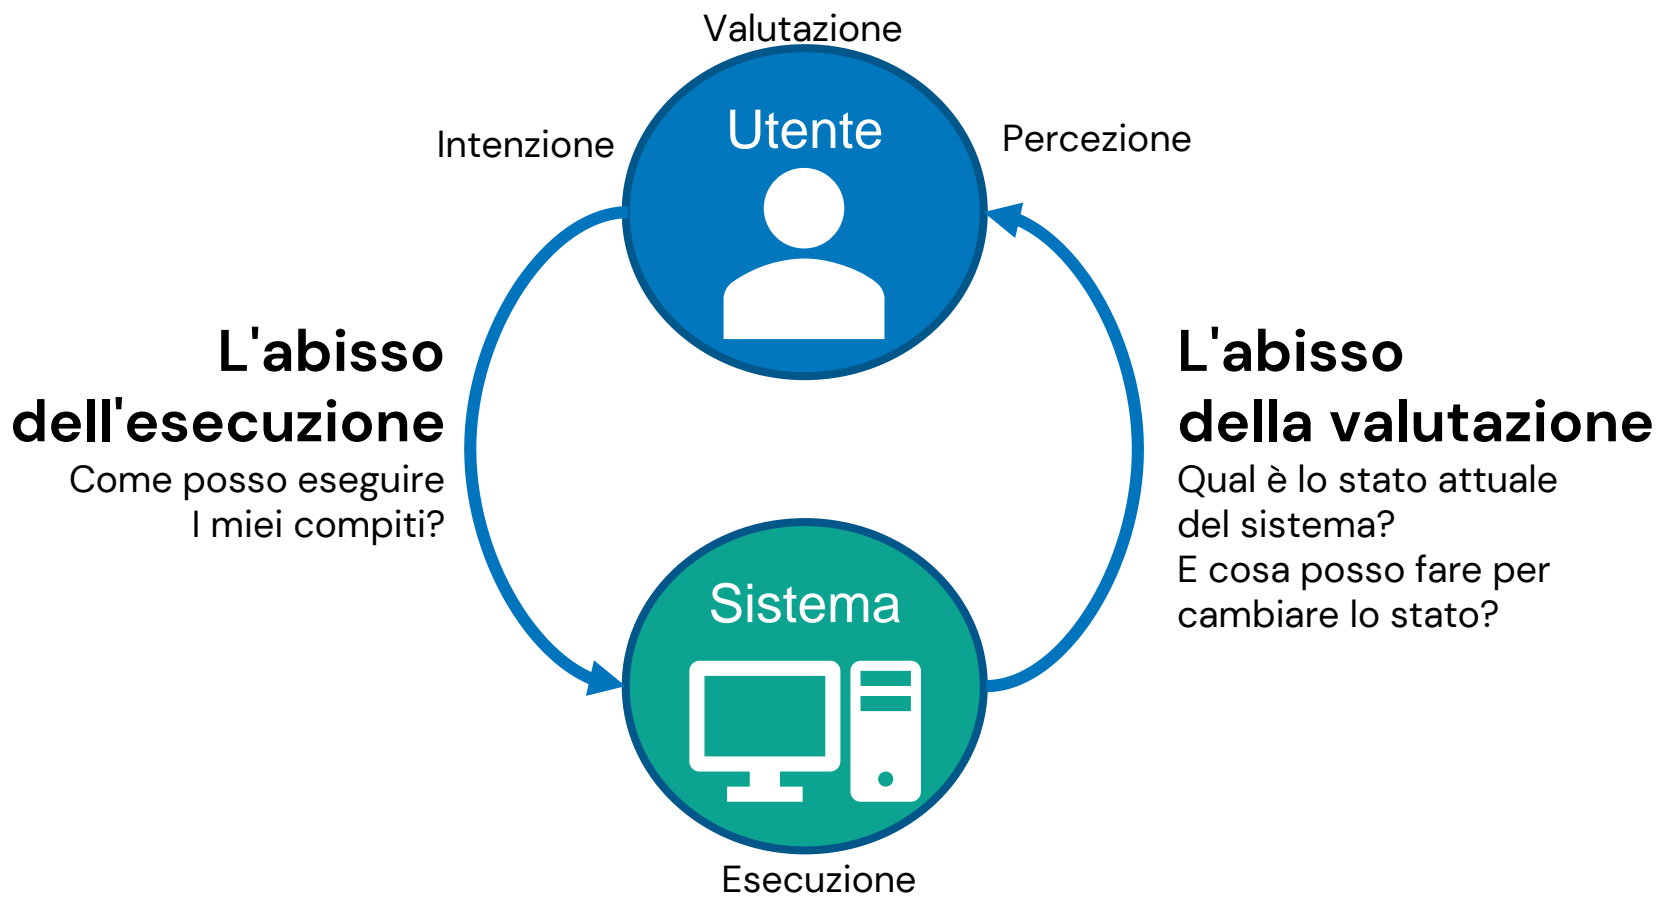 Valutazione
Intenzione
Utente
Percezione
L'abisso
dell'esecuzione
Come posso eseguire
I miei compiti?
L'abisso
della valutazione
Qual è lo stato attuale
del sistema?
E cosa posso fare per
cambiare lo stato?
Sistema
Esecuzione